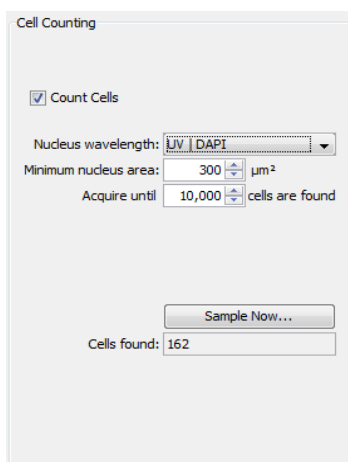 Cell Counting
Count Cells
Nucleus wavelength: UV | DAPI
Minimum nucleus area: 300 µm²
Acquire until 10,000 cells are found
Sample Now...
Cells found: 162